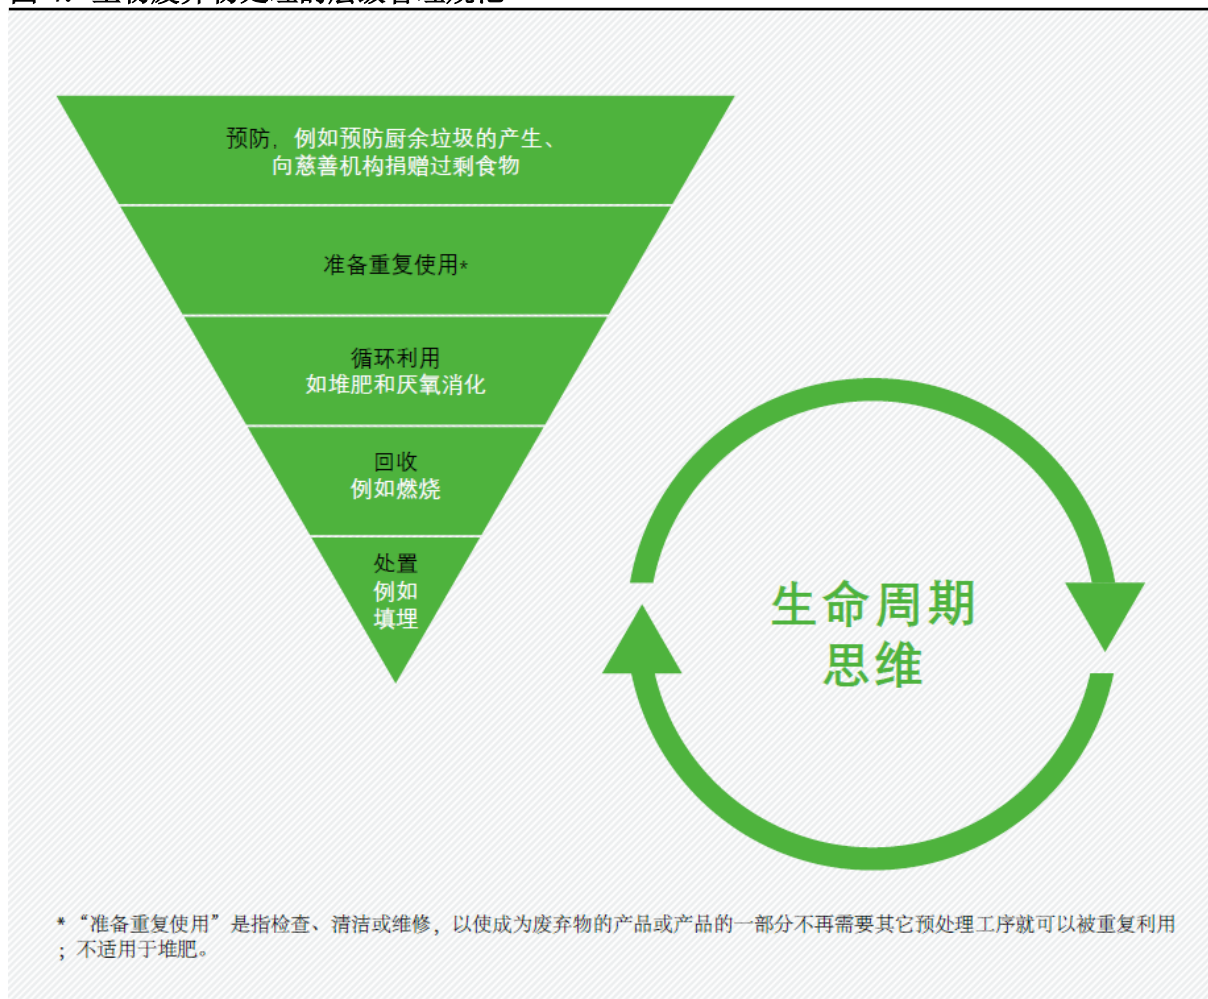 预防，例如预防厨余垃圾的产生、
向慈善机构捐赠过剩食物
准备重复使用*
循环利用
如堆肥和厌氧消化
回收
例如燃烧
处置
例如
填埋
生命周期
思维
* “准备重复使用”是指检查、清洁或维修，以使成为废弃物的产品或产品的一部分不再需要其它预处理工序就可以被重复利用
；不适用于堆肥。